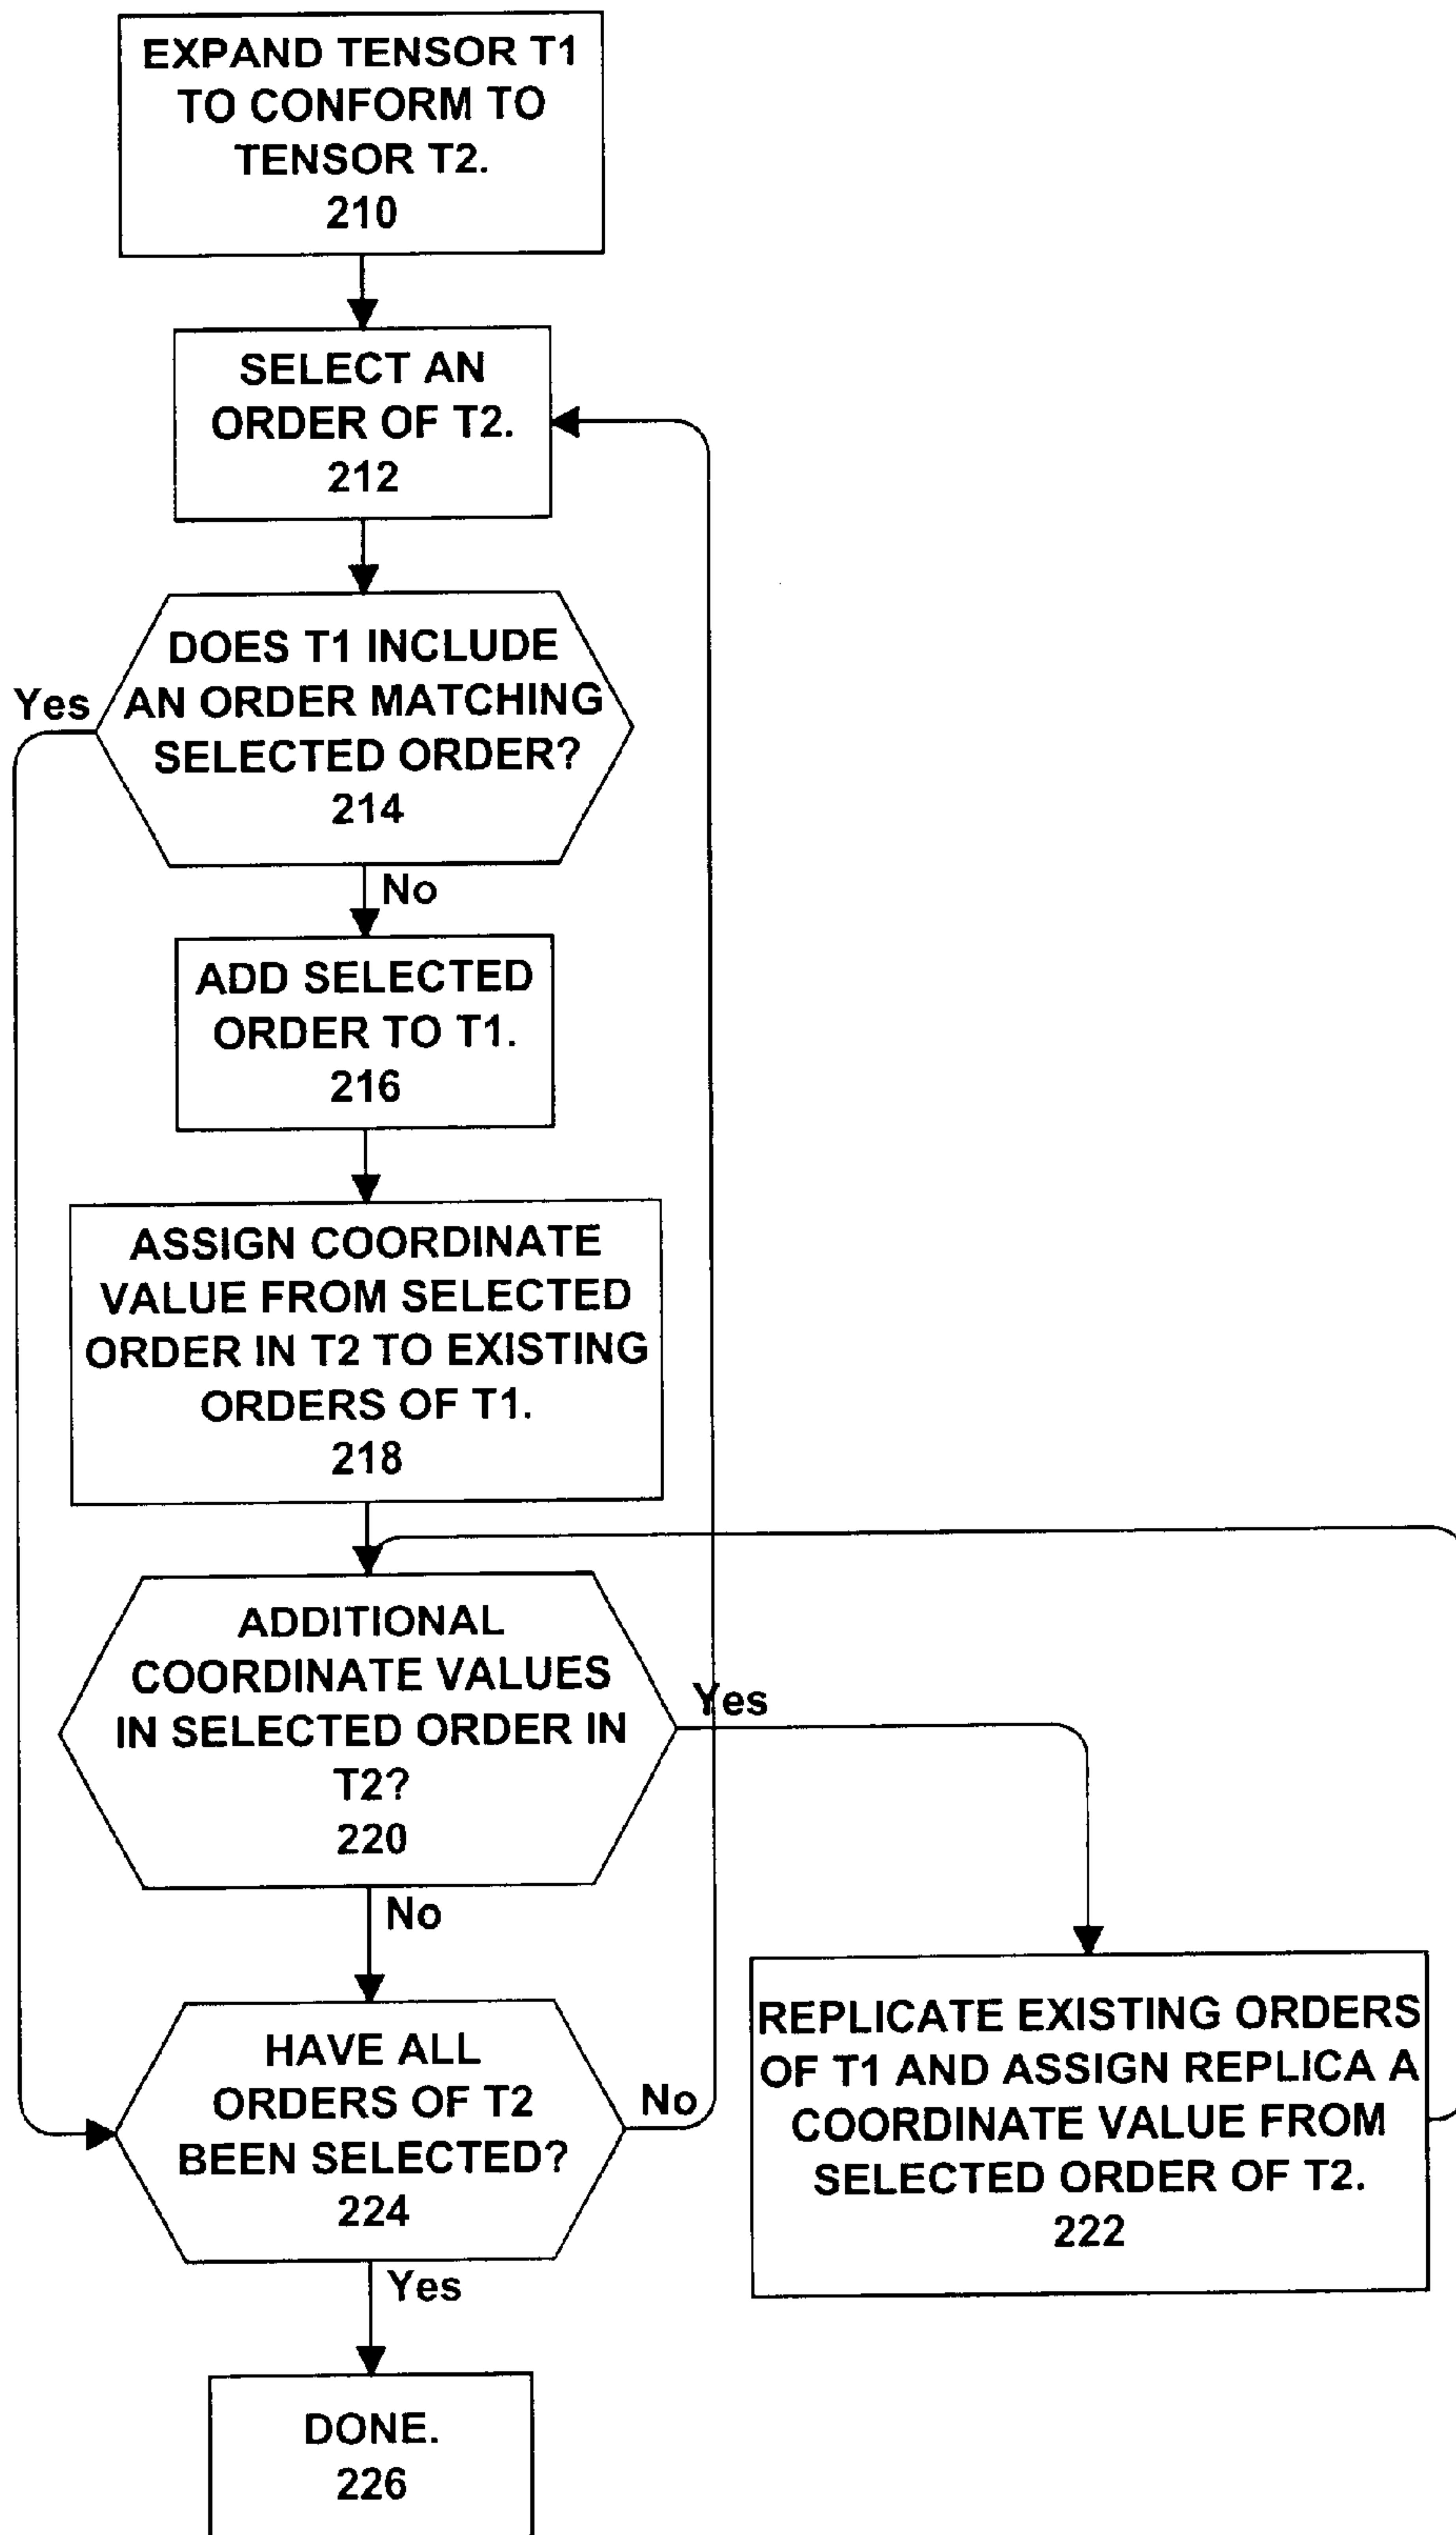 EXPAND TENSOR T1
TO CONFORM TO
TENSOR T2.
210
SELECT AN
ORDER OF T2.
212
DOES T1 INCLUDE
AN ORDER MATCHING
SELECTED ORDER?
214
Yes
No
ADD SELECTED
ORDER TO T1.
216
ASSIGN COORDINATE
VALUE FROM SELECTED
ORDER IN T2 TO EXISTING
ORDERS OF T1.
218
ADDITIONAL
COORDINATE VALUES
IN SELECTED ORDER IN
T2?
220
Yes
No
REPLICATE EXISTING ORDERS
OF T1 AND ASSIGN REPLICA A
COORDINATE VALUE FROM
SELECTED ORDER OF T2.
222
HAVE ALL
ORDERS OF T2
BEEN SELECTED?
224
No
Yes
DONE.
226